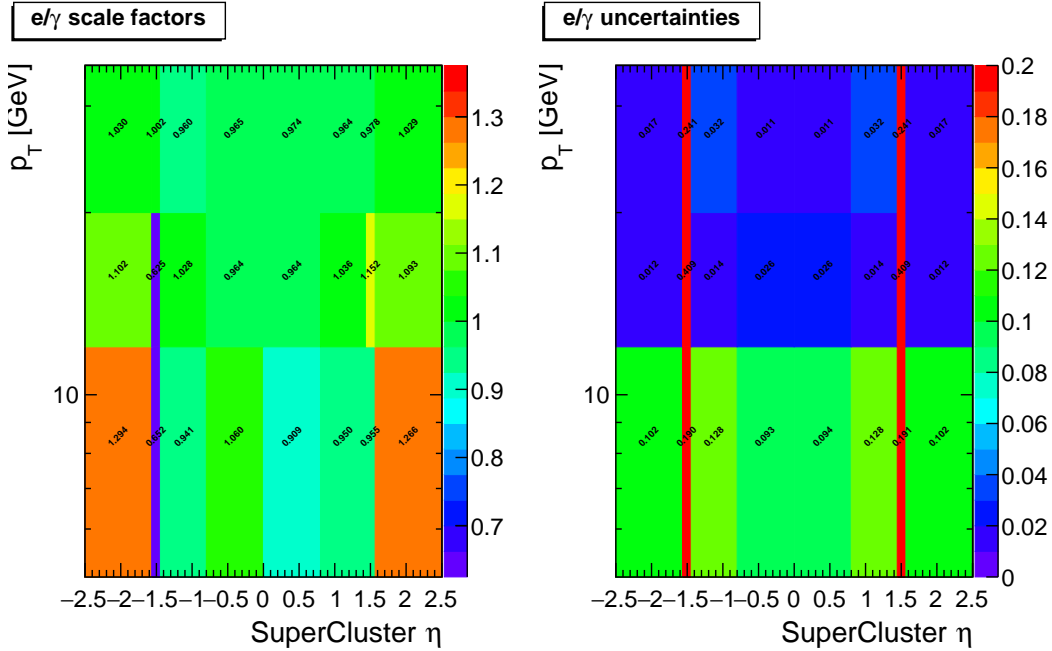 e/γ scale factors
p_T [GeV]
1.030 1.002 0.960 0.965 0.974 0.964 0.978 1.029
1.102 0.625 1.028 0.964 0.984 1.036 1.152 1.093
1.294 0.652 0.941 1.060 0.909 0.950 0.955 1.266
10
−2.5 −2 −1.5 −1 −0.5 0 0.5 1 1.5 2 2.5
SuperCluster η
1.3
1.2
1.1
1
0.9
0.8
0.7
e/γ uncertainties
p_T [GeV]
0.017 0.241 0.032 0.011 0.011 0.032 0.241 0.017
0.012 0.409 0.014 0.026 0.026 0.014 0.409 0.012
0.102 0.190 0.128 0.093 0.094 0.128 0.191 0.102
10
−2.5 −2 −1.5 −1 −0.5 0 0.5 1 1.5 2 2.5
SuperCluster η
0.2
0.18
0.16
0.14
0.12
0.1
0.08
0.06
0.04
0.02
0